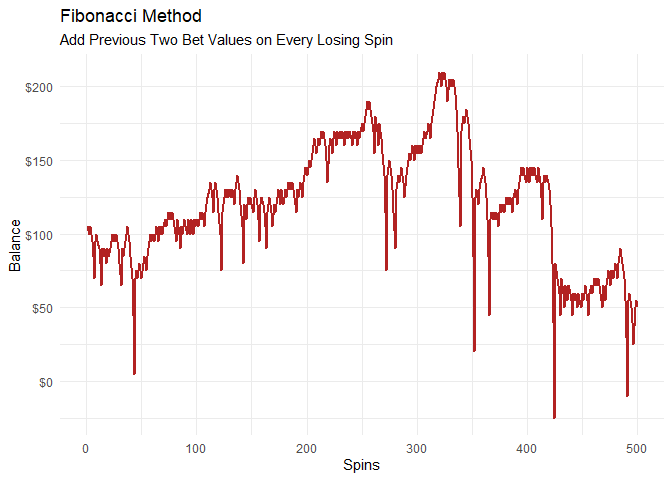 Fibonacci Method
Add Previous Two Bet Values on Every Losing Spin
$200
$150
$100
$50
$0
Balance
0 100 200 300 400 500
Spins